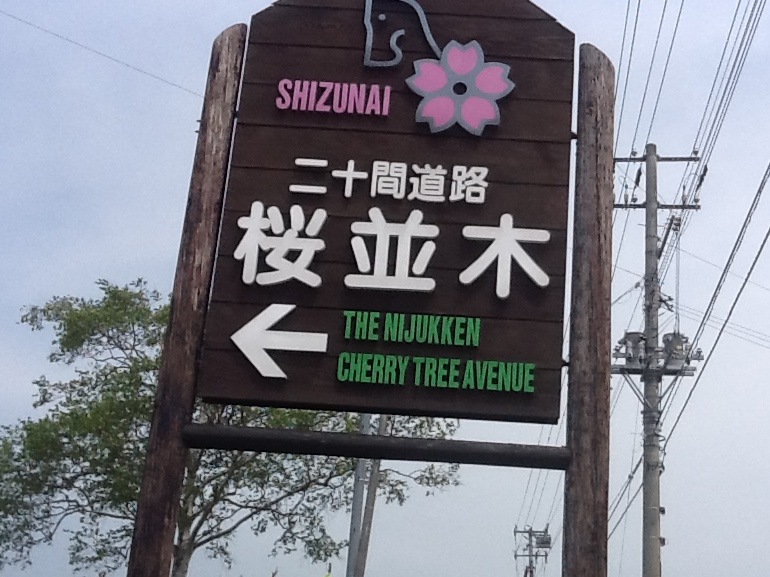 SHIZUNAI
二十間道路
桜並木
THE NIJUKKEN
CHERRY TREE AVENUE